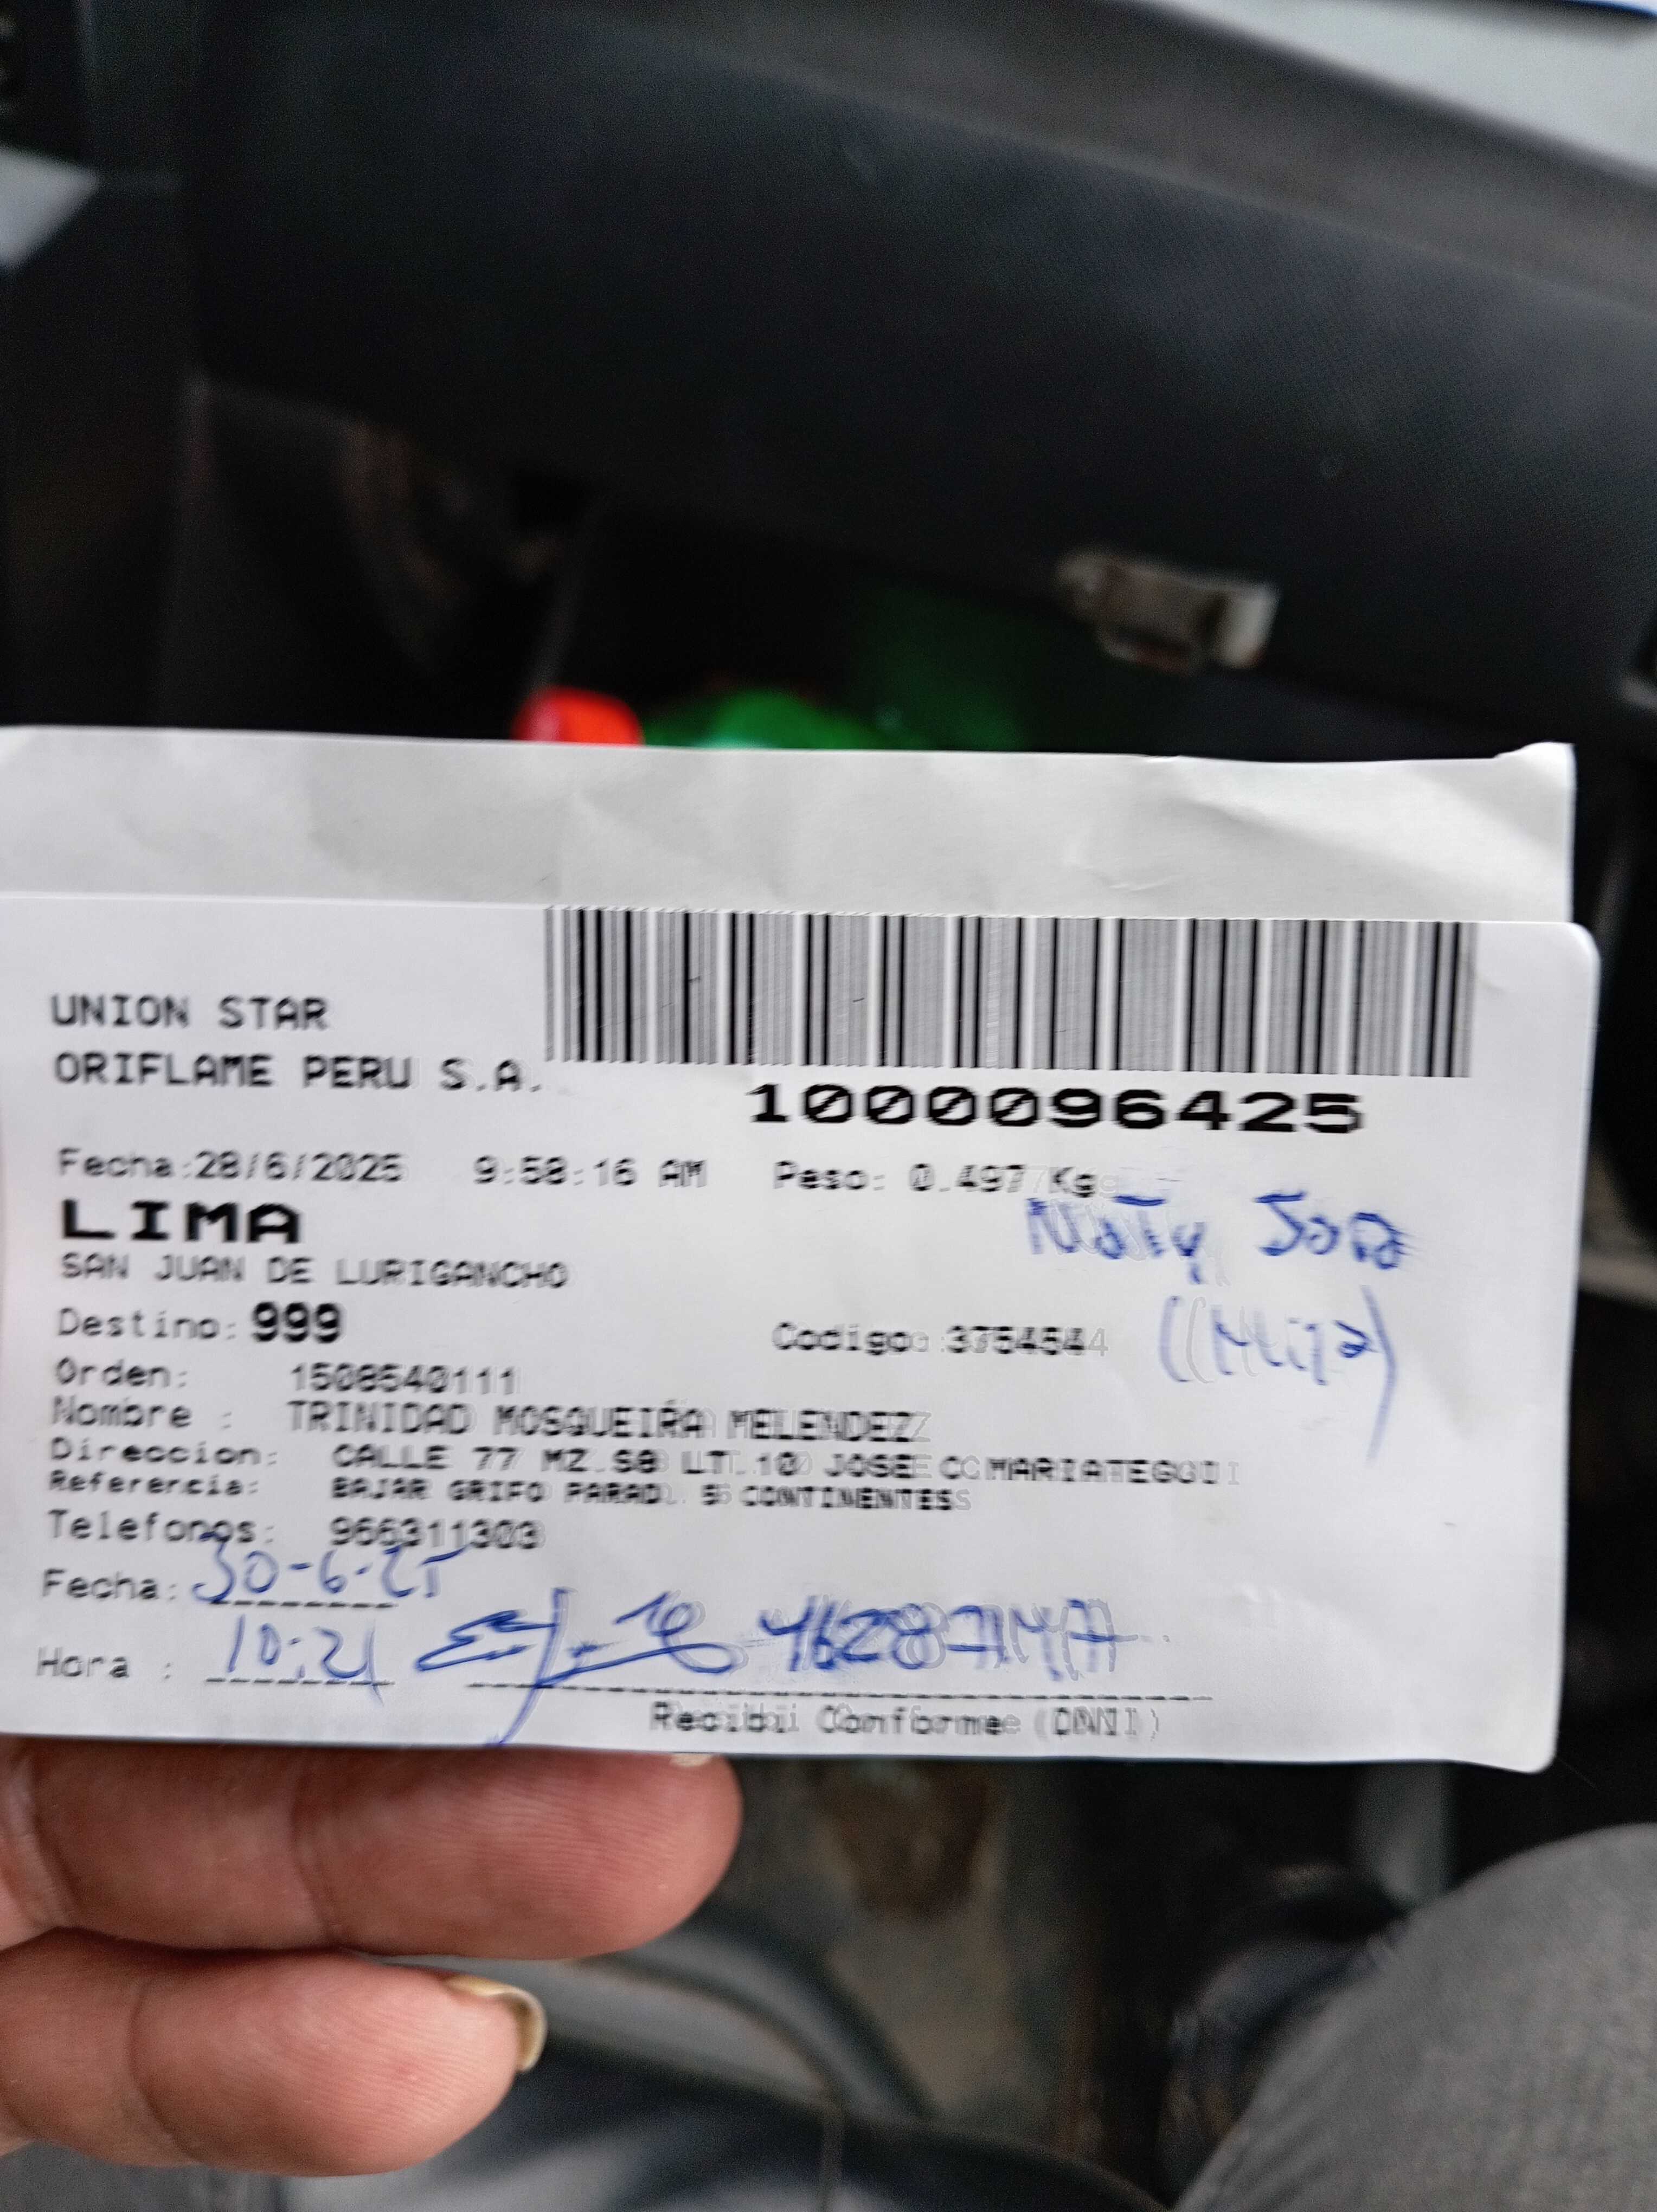 UNION STAR
ORIFLAME PERU S.A.
1000096425
Fecha:28/6/2025 9:58:16 AM Peso: 0.497 Kg
LIMA
SAN JUAN DE LURIGANCHO
Destino: 999
Codigo: 3754544
Orden: 1508540111
Nombre : TRINIDAD MOSQUEIRA MELENDEZ
Direccion: CALLE 77 MZ.S8 LT.10 JOSE C MARIATEGUI
Referencia: BAJAR GRIFO PARAD. 5 CONTINENTES
Telefonos: 966311303
Fecha: 30-6-25
Hora : 10:21
Recibi Conforme (DNI)